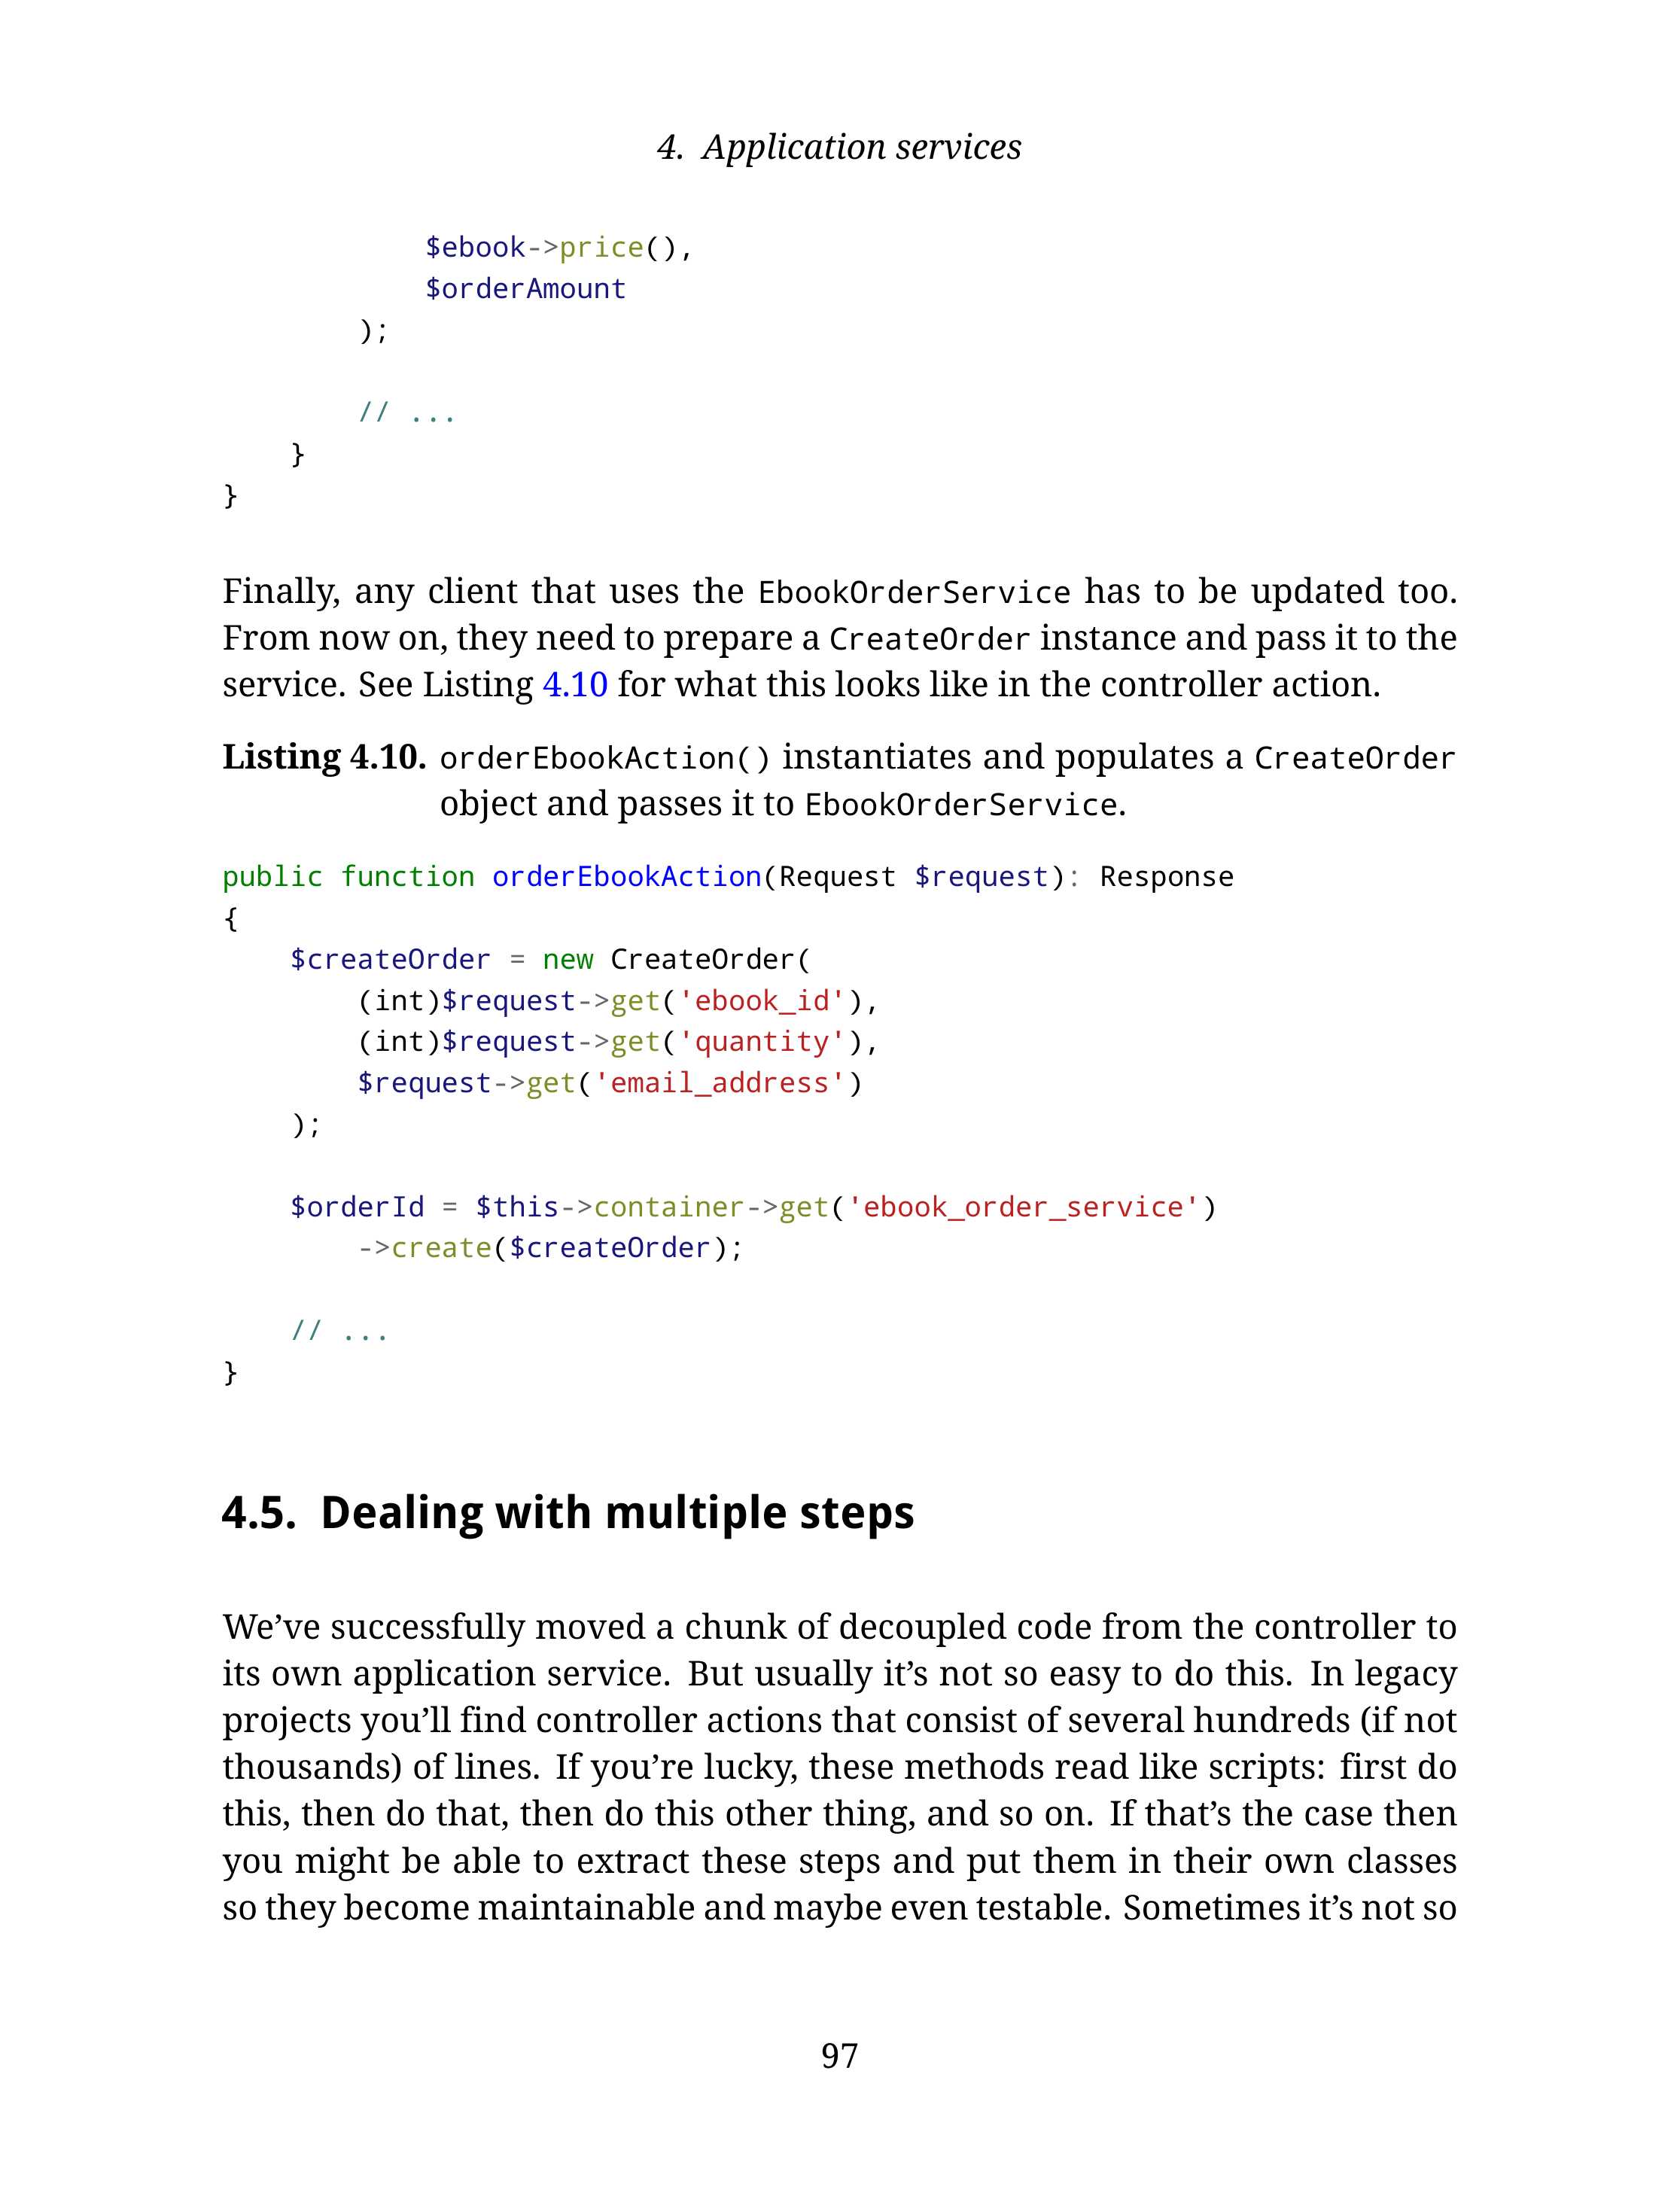 4. Application services
$ebook->price(),
$orderAmount
);
// ...
}
}
Finally, any client that uses the EbookOrderService has to be updated too.
From now on, they need to prepare a CreateOrder instance and pass it to the
service. See Listing 4.10 for what this looks like in the controller action.
Listing 4.10. orderEbookAction() instantiates and populates a CreateOrder
object and passes it to EbookOrderService.
public function orderEbookAction(Request $request): Response
{
$createOrder = new CreateOrder(
(int)$request->get('ebook_id'),
(int)$request->get('quantity'),
$request->get('email_address')
);
$orderId = $this->container->get('ebook_order_service')
->create($createOrder);
// ...
}
4.5. Dealing with multiple steps
We’ve successfully moved a chunk of decoupled code from the controller to
its own application service. But usually it’s not so easy to do this. In legacy
projects you’ll find controller actions that consist of several hundreds (if not
thousands) of lines. If you’re lucky, these methods read like scripts: first do
this, then do that, then do this other thing, and so on. If that’s the case then
you might be able to extract these steps and put them in their own classes
so they become maintainable and maybe even testable. Sometimes it’s not so
97